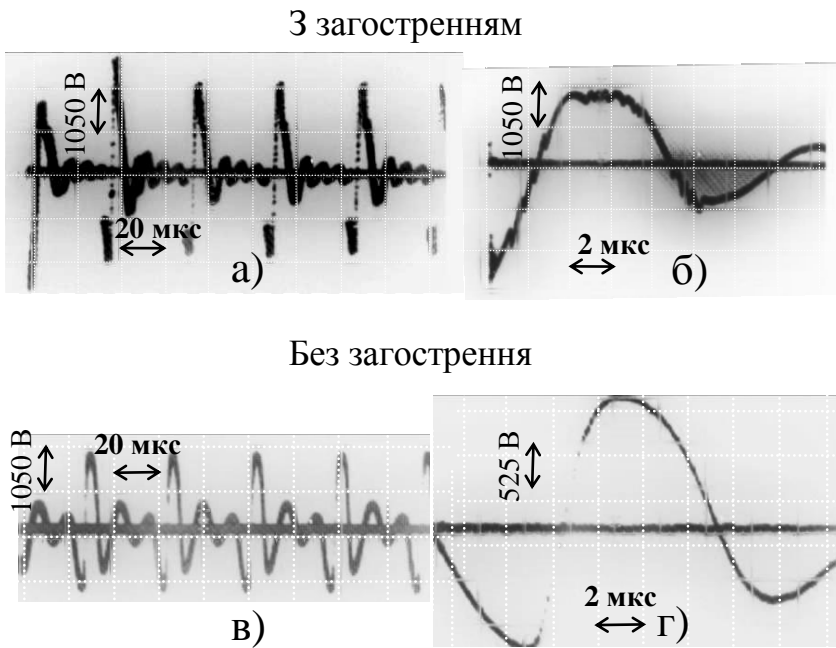 З загостренням
1050 В
20 мкс
а)
1050 В
2 мкс
б)
Без загострення
1050 В
20 мкс
в)
525 В
2 мкс
г)